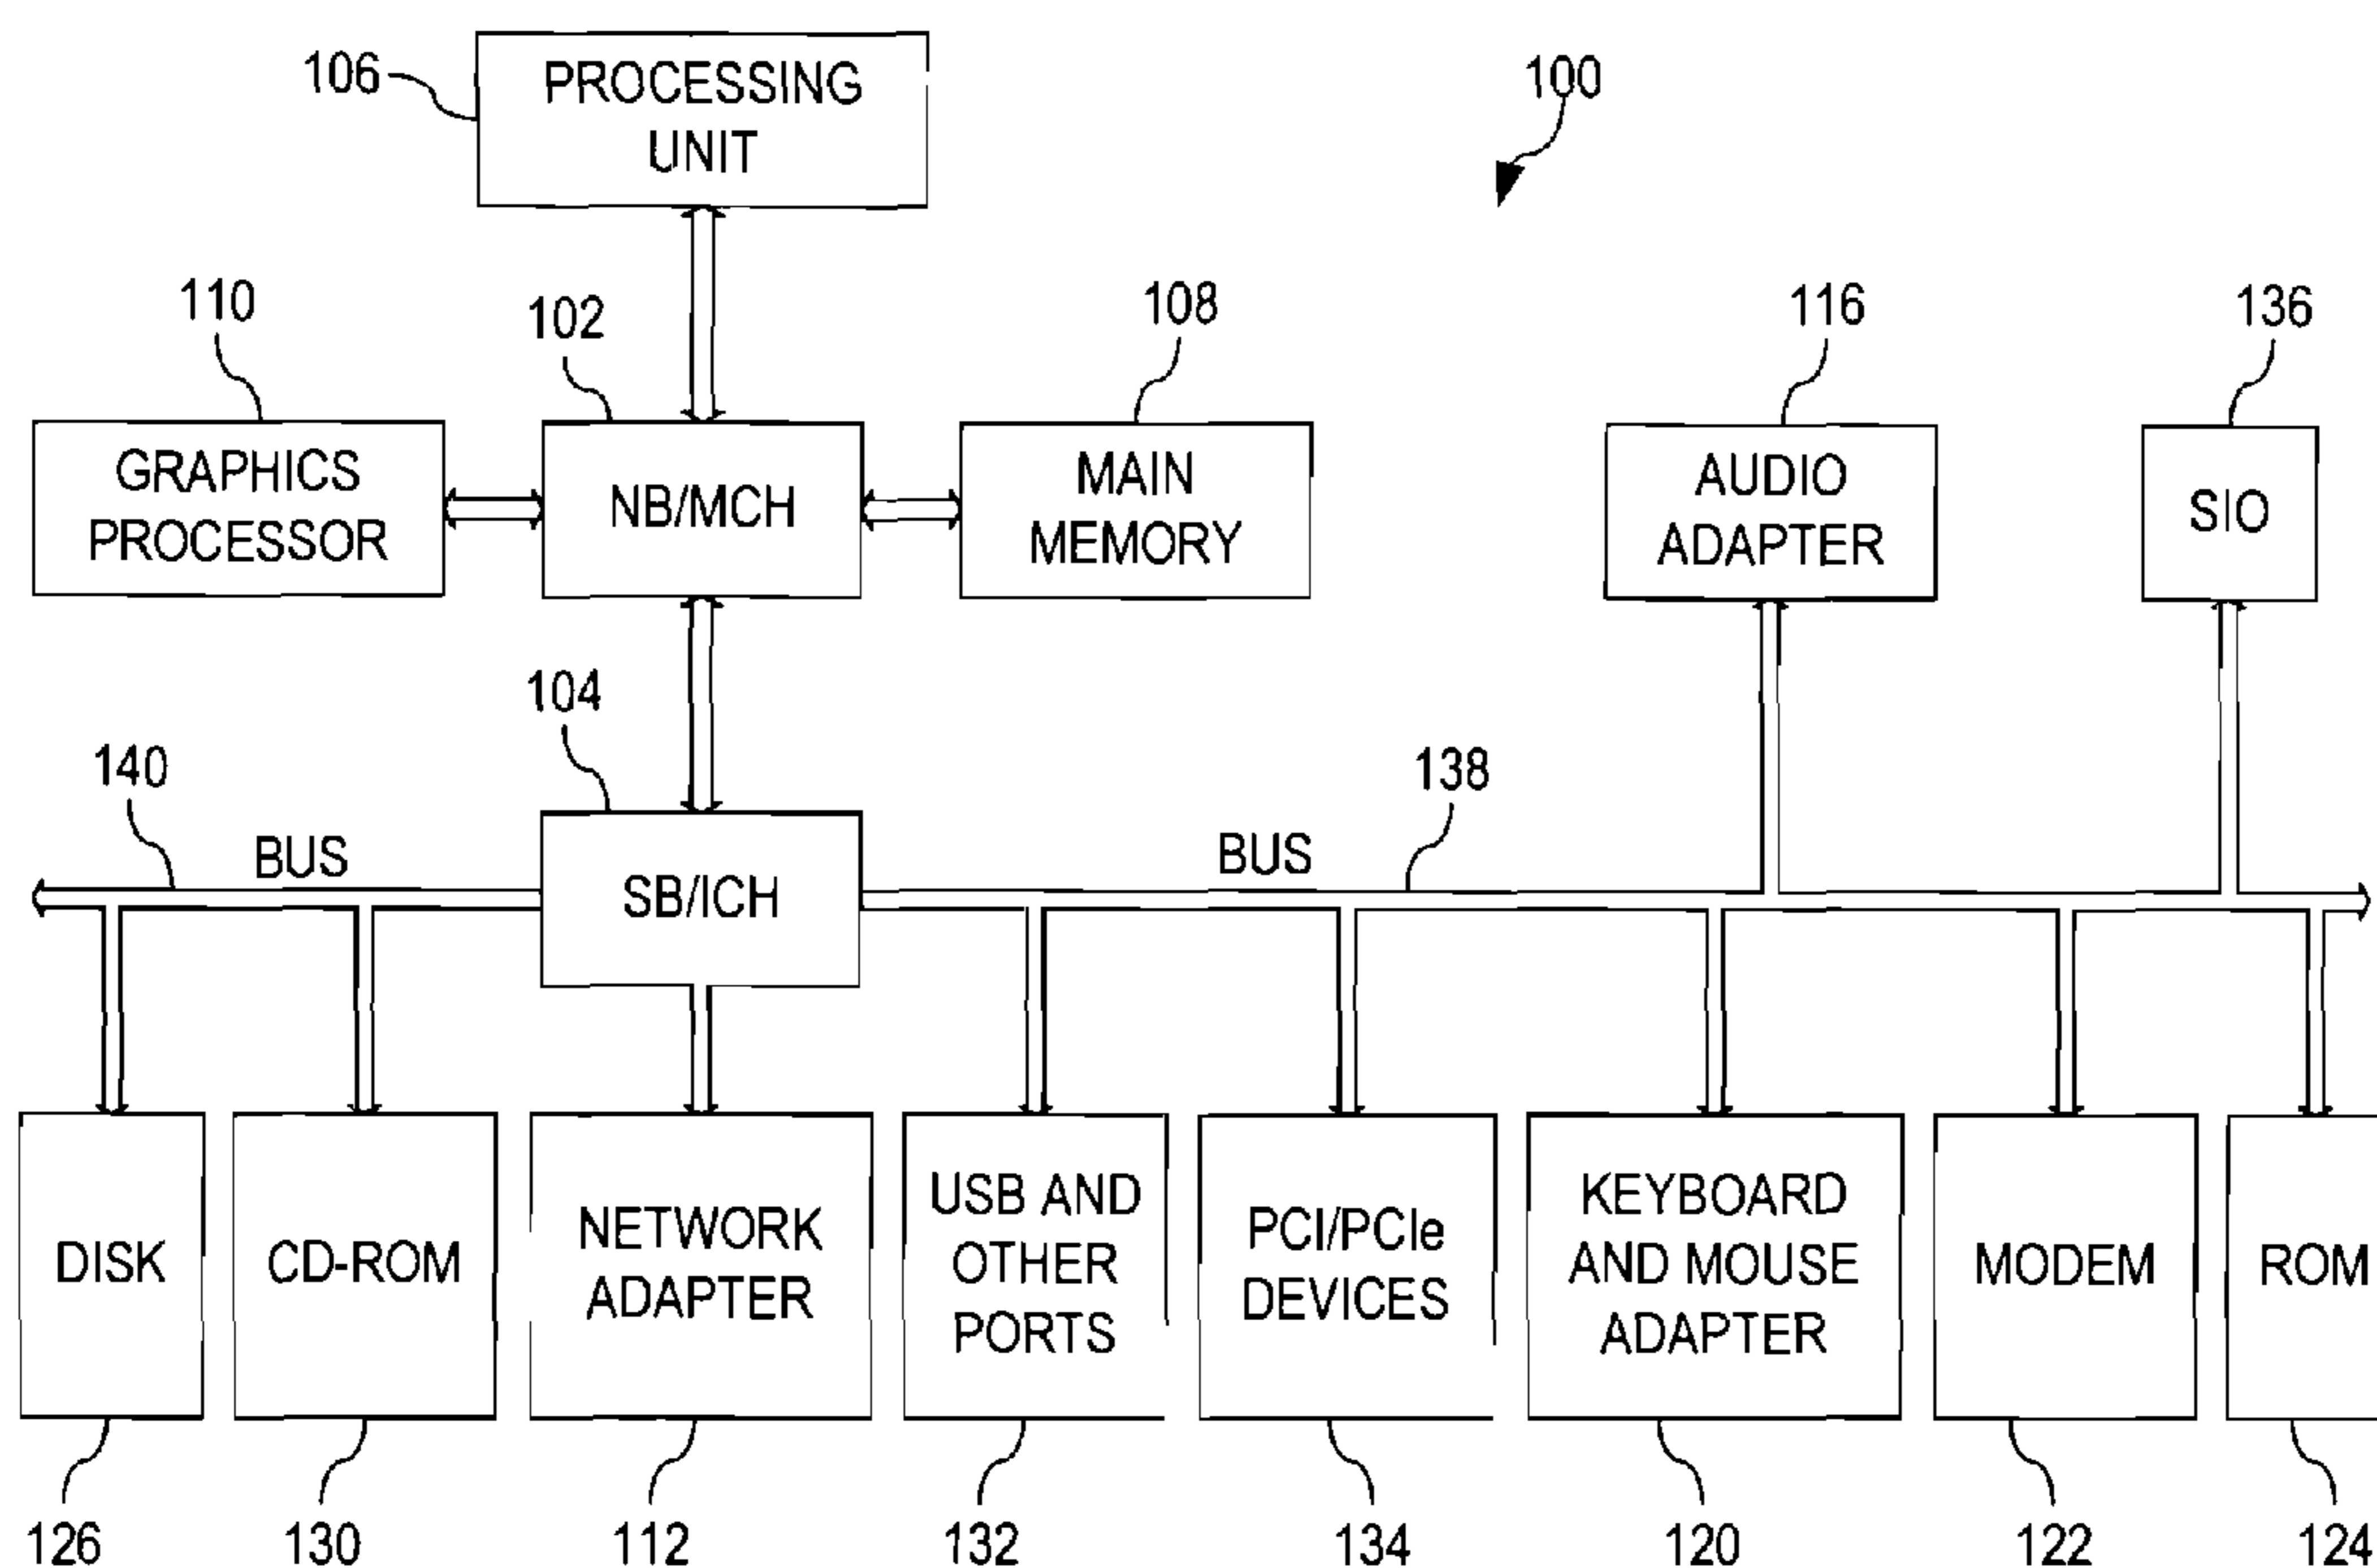 106
PROCESSING
UNIT
100
110
102
108
116
136
GRAPHICS
PROCESSOR
NB/MCH
MAIN
MEMORY
AUDIO
ADAPTER
SIO
104
140
138
BUS
BUS
SB/ICH
DISK
CD-ROM
NETWORK
ADAPTER
USB AND
OTHER
PORTS
PCI/PCIe
DEVICES
KEYBOARD
AND MOUSE
ADAPTER
MODEM
ROM
126
130
112
132
134
120
122
124